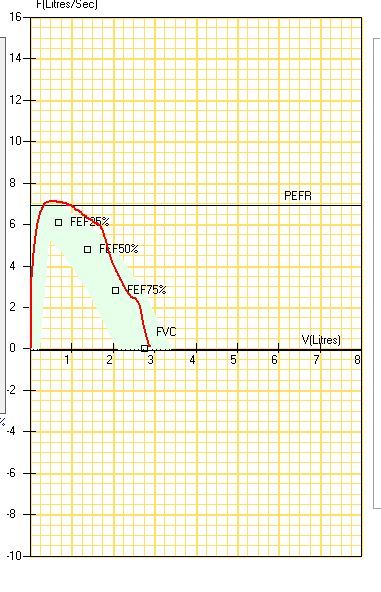 F(Litres/Sec)
16
14
12
10
8
PEFR
6
FEF25%
FEF50%
4
FEF75%
2
FVC
V(Litres)
0
1 2 3 4 5 6 7 8
-2
-4
%
-6
-8
-10